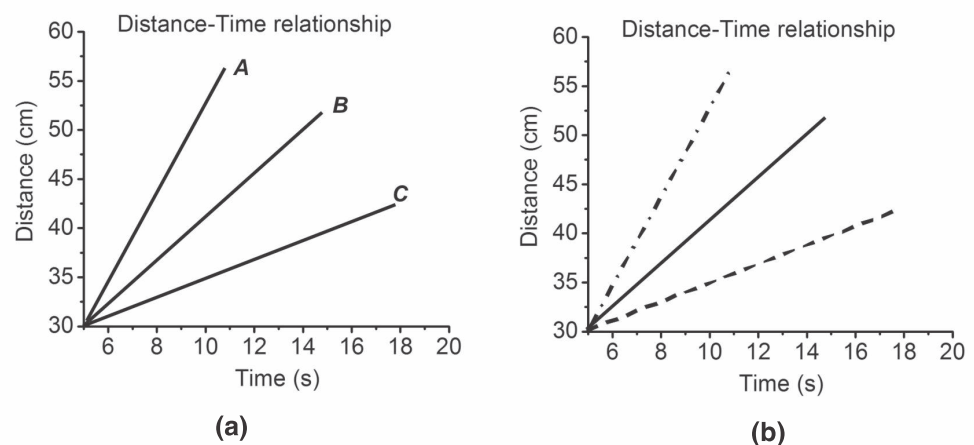 Distance-Time relationship
60
55
50
45
40
35
30
Distance (cm)
A
B
C
6 8 10 12 14 16 18 20
Time (s)
(a)
Distance-Time relationship
60
55
50
45
40
35
30
Distance (cm)
6 8 10 12 14 16 18 20
Time (s)
(b)